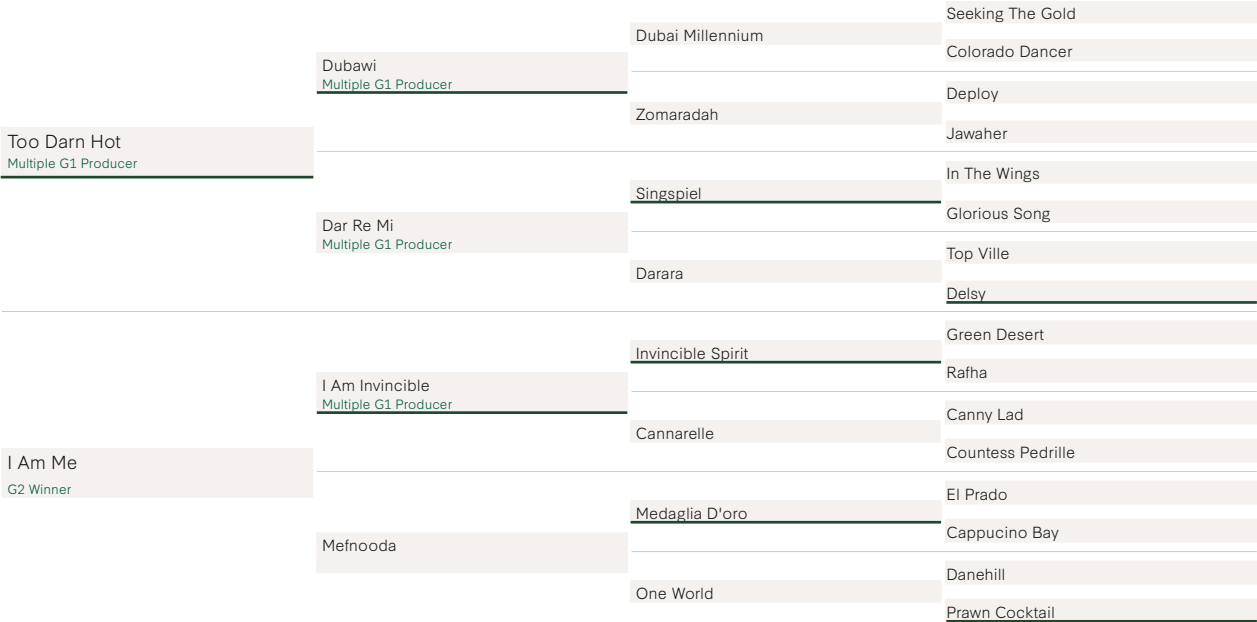 Too Darn Hot
Multiple G1 Producer
I Am Me
G2 Winner
Dubawi
Multiple G1 Producer
Dar Re Mi
Multiple G1 Producer
I Am Invincible
Multiple G1 Producer
Mefnooda
Dubai Millennium
Zomaradah
Singspiel
Darara
Invincible Spirit
Cannarelle
Medaglia D'oro
One World
Seeking The Gold
Colorado Dancer
Deploy
Jawaher
In The Wings
Glorious Song
Top Ville
Delsy
Green Desert
Rafha
Canny Lad
Countess Pedrille
El Prado
Cappucino Bay
Danehill
Prawn Cocktail